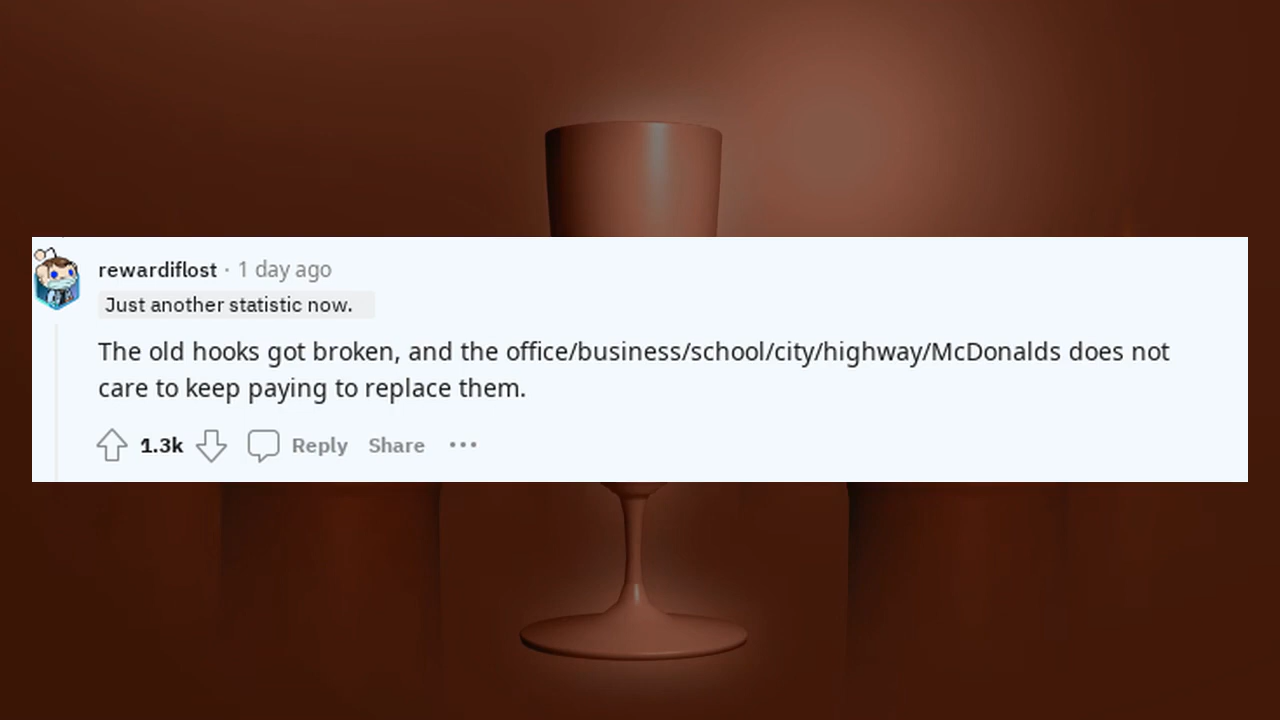 rewardiflost · 1 day ago
Just another statistic now.
The old hooks got broken, and the office/business/school/city/highway/McDonalds does not
care to keep paying to replace them.
1.3k Reply Share •••